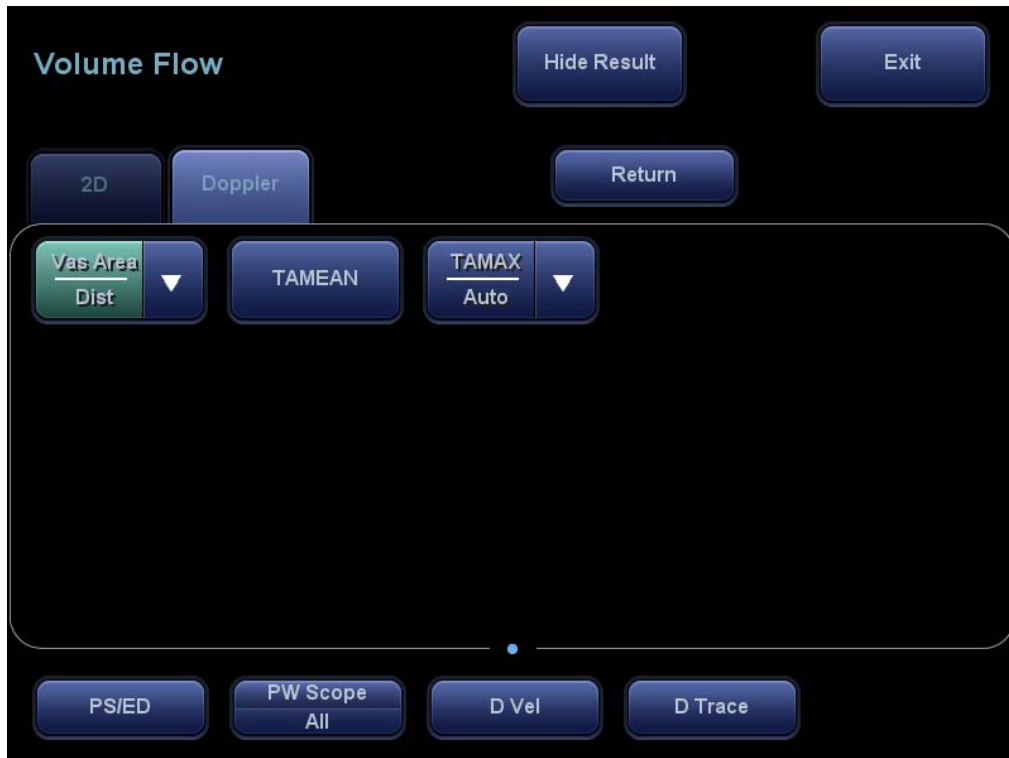 Volume Flow
Hide Result
Exit
2D
Doppler
Return
Vas Area
Dist
TAMEAN
TAMAX
Auto
PS/ED
PW Scope
All
D Vel
D Trace